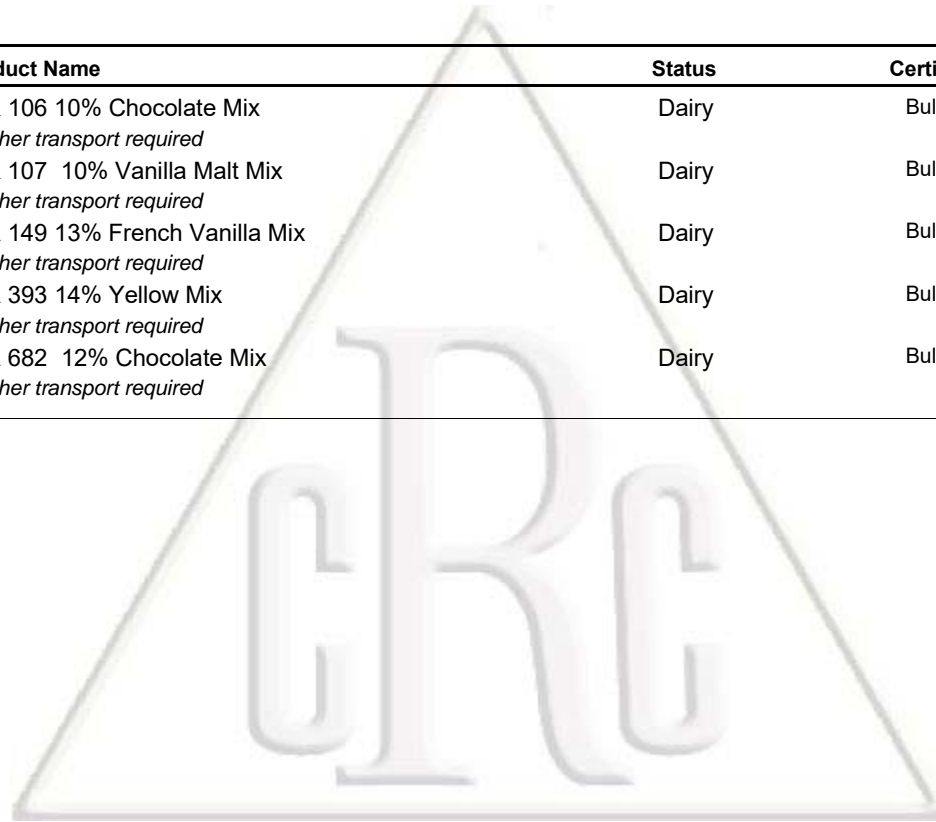 duct Name Status Certi
106 10% Chocolate Mix Dairy Bul
her transport required
107 10% Vanilla Malt Mix Dairy Bul
her transport required
149 13% French Vanilla Mix Dairy Bul
her transport required
393 14% Yellow Mix Dairy Bul
her transport required
682 12% Chocolate Mix Dairy Bul
her transport required
cRc